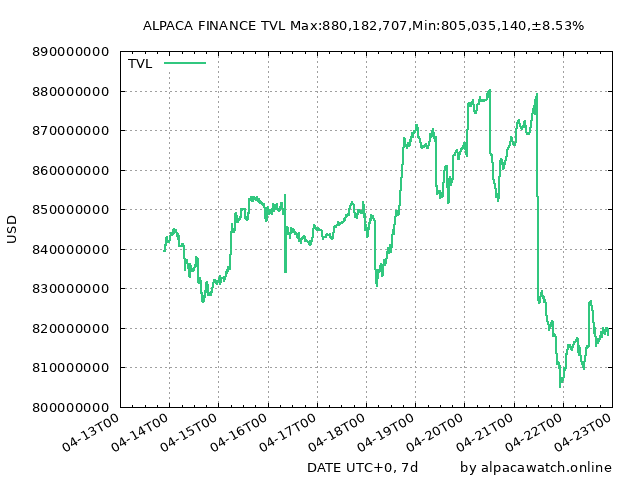 ALPACA FINANCE TVL Max:880,182,707,Min:805,035,140,±8.53%
890000000
TVL
880000000
870000000
860000000
850000000
USD
840000000
830000000
820000000
810000000
800000000
04-13T00
04-14T00
04-15T00
04-16T00
04-17T00
04-18T00
04-19T00
04-20T00
04-21T00
04-22T00
04-23T00
DATE UTC+0, 7d
by alpacawatch.online